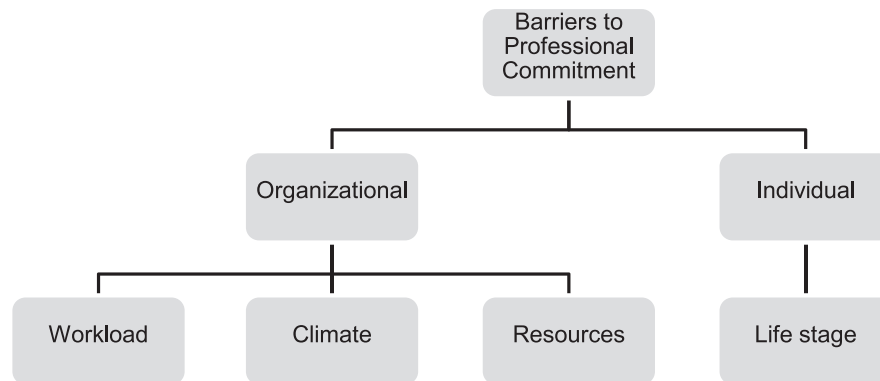 Barriers to
Professional
Commitment
Organizational
Individual
Workload
Climate
Resources
Life stage